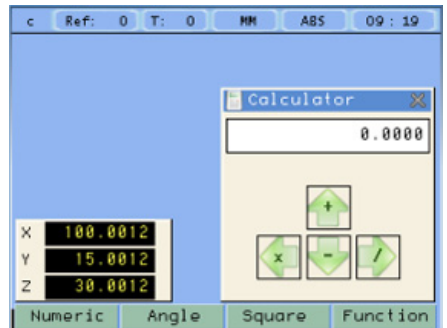 c Ref: 0 T: 0 MM ABS 09 : 19
Calculator
0.0000
+
x - /
X 100.0012
Y 15.0012
Z 30.0012
Numeric Angle Square Function